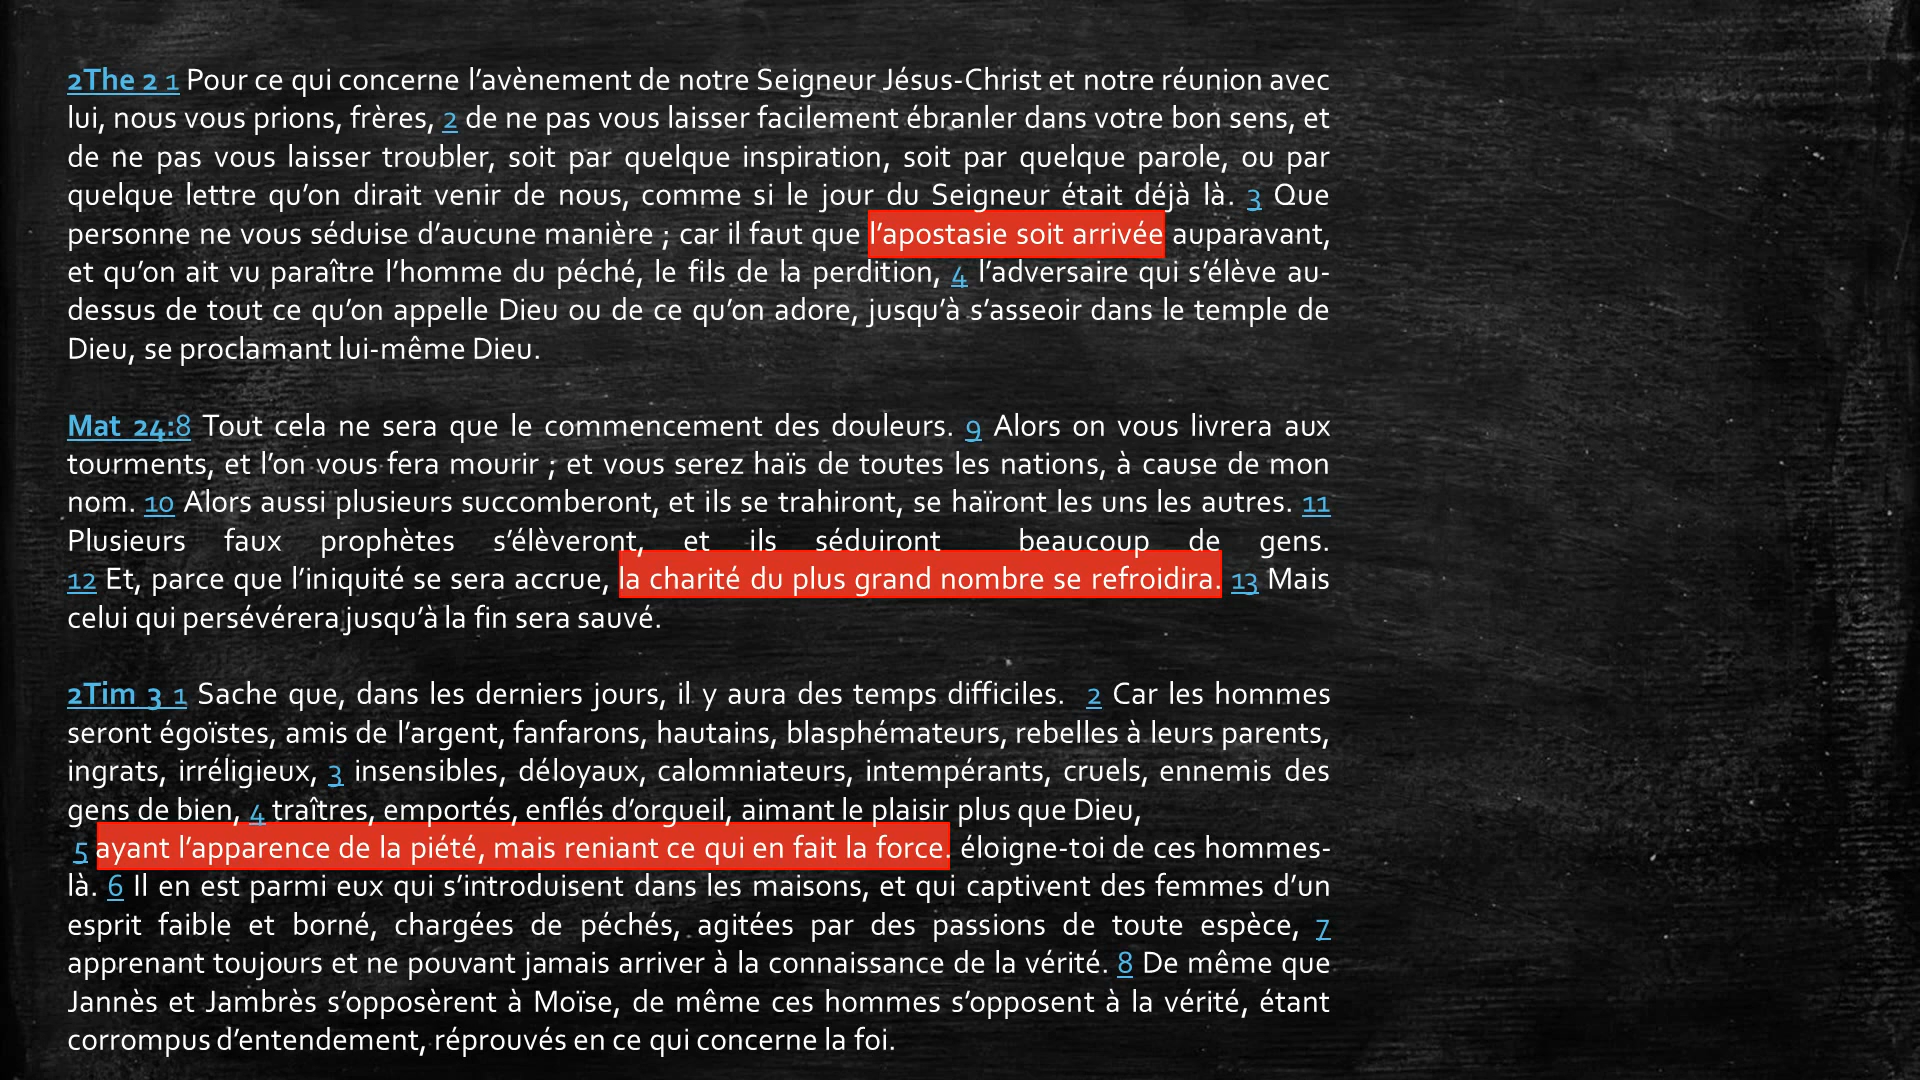 2The 2 1 Pour ce qui concerne l’avènement de notre Seigneur Jésus-Christ et notre réunion avec
lui, nous vous prions, frères, 2 de ne pas vous laisser facilement ébranler dans votre bon sens, et
de ne pas vous laisser troubler, soit par quelque inspiration, soit par quelque parole, ou par
quelque lettre qu’on dirait venir de nous, comme si le jour du Seigneur était déjà là. 3 Que
personne ne vous séduise d’aucune manière ; car il faut que l’apostasie soit arrivée auparavant,
et qu’on ait vu paraître l’homme du péché, le fils de la perdition, 4 l’adversaire qui s’élève au-
dessus de tout ce qu’on appelle Dieu ou de ce qu’on adore, jusqu’à s’asseoir dans le temple de
Dieu, se proclamant lui-même Dieu.
Mat 24:8 Tout cela ne sera que le commencement des douleurs. 9 Alors on vous livrera aux
tourments, et l’on vous fera mourir ; et vous serez haïs de toutes les nations, à cause de mon
nom. 10 Alors aussi plusieurs succomberont, et ils se trahiront, se haïront les uns les autres. 11
Plusieurs faux prophètes s’élèveront, et ils séduiront beaucoup de gens.
12 Et, parce que l’iniquité se sera accrue, la charité du plus grand nombre se refroidira. 13 Mais
celui qui persévérera jusqu’à la fin sera sauvé.
2Tim 3 1 Sache que, dans les derniers jours, il y aura des temps difficiles. 2 Car les hommes
seront égoïstes, amis de l’argent, fanfarons, hautains, blasphémateurs, rebelles à leurs parents,
ingrats, irréligieux, 3 insensibles, déloyaux, calomniateurs, intempérants, cruels, ennemis des
gens de bien, 4 traîtres, emportés, enflés d’orgueil, aimant le plaisir plus que Dieu,
5 ayant l’apparence de la piété, mais reniant ce qui en fait la force. éloigne-toi de ces hommes-
là. 6 Il en est parmi eux qui s’introduisent dans les maisons, et qui captivent des femmes d’un
esprit faible et borné, chargées de péchés, agitées par des passions de toute espèce, 7
apprenant toujours et ne pouvant jamais arriver à la connaissance de la vérité. 8 De même que
Jannès et Jambrès s’opposèrent à Moïse, de même ces hommes s’opposent à la vérité, étant
corrompus d’entendement, réprouvés en ce qui concerne la foi.